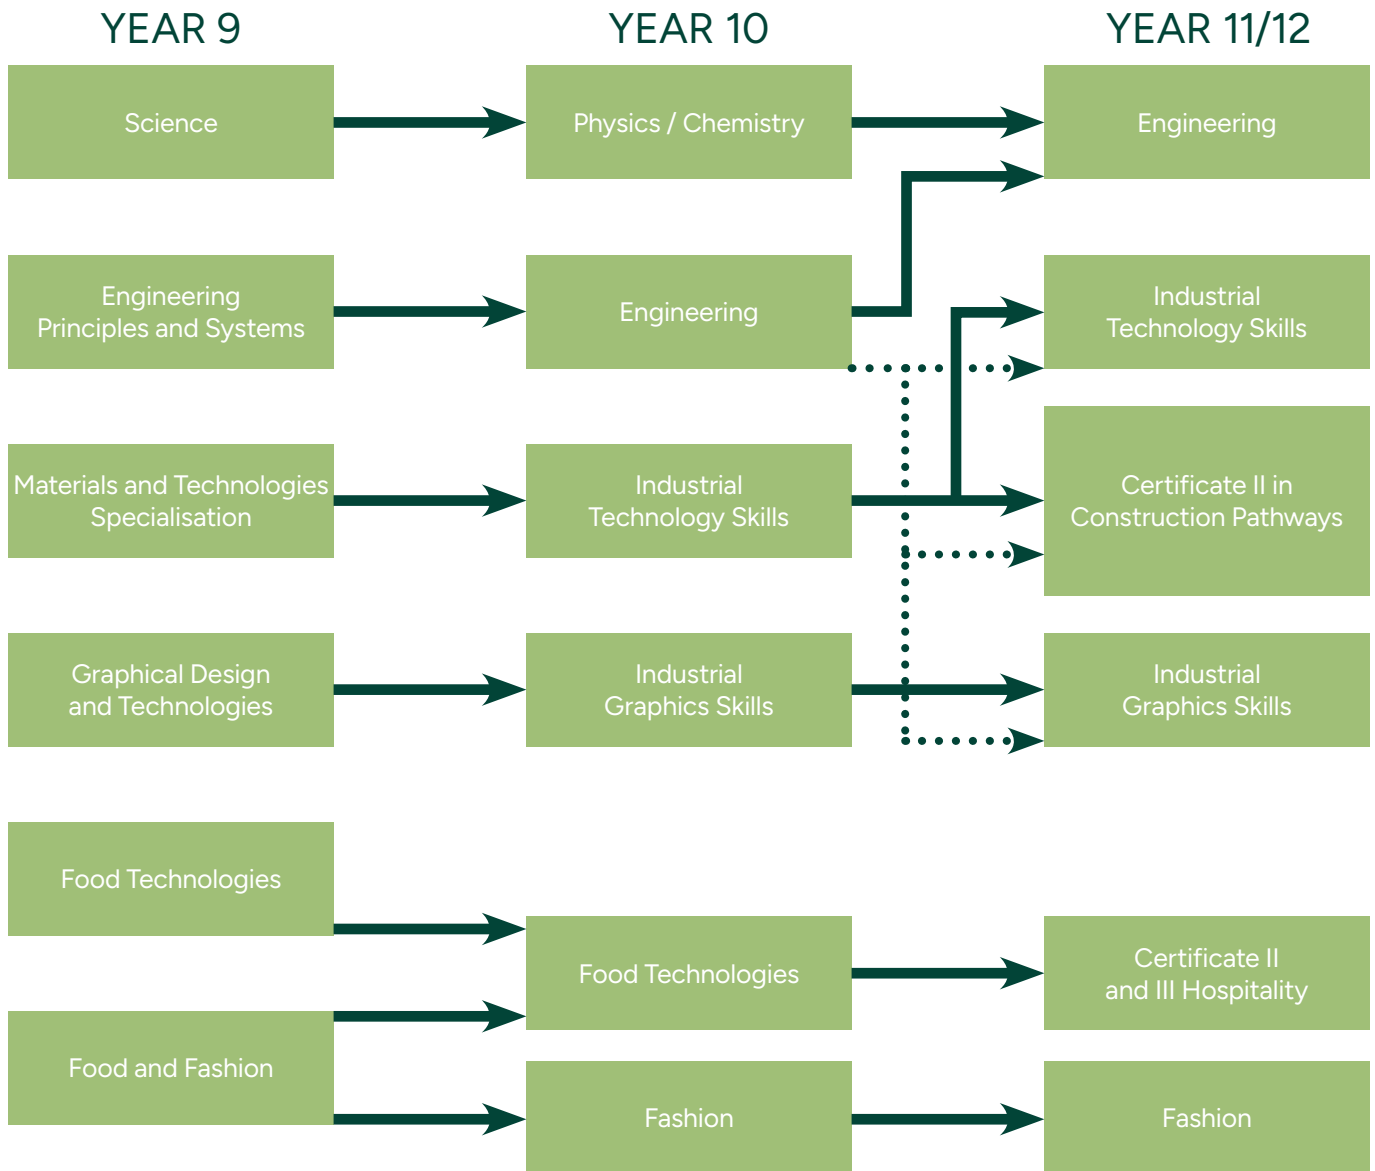 YEAR 9
YEAR 10
YEAR 11/12
Science
Physics / Chemistry
Engineering
Engineering
Principles and Systems
Engineering
Industrial
Technology Skills
Materials and Technologies
Specialisation
Industrial
Technology Skills
Certificate II in
Construction Pathways
Graphical Design
and Technologies
Industrial
Graphics Skills
Industrial
Graphics Skills
Food Technologies
Food Technologies
Certificate II
and III Hospitality
Food and Fashion
Fashion
Fashion